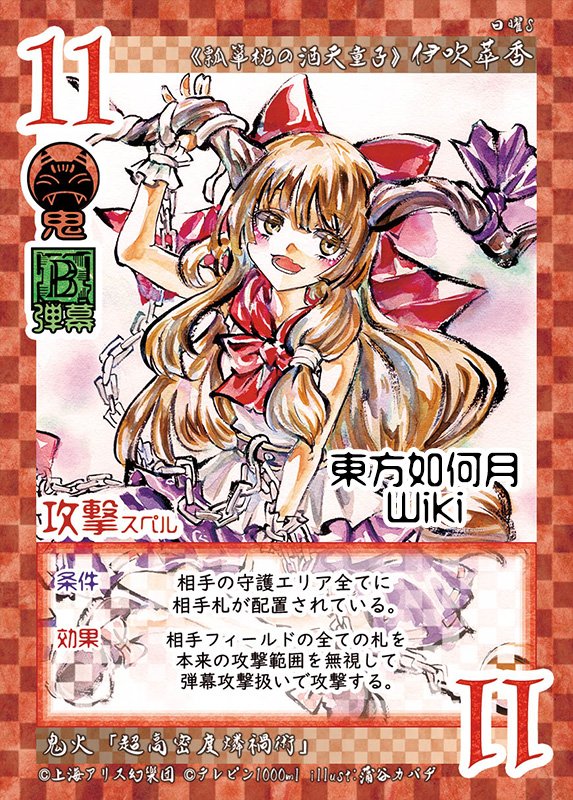 日曜S
11
《瓢箪枕の酒天童子》伊吹萃香
鬼
B
弾幕
東方如何月
Wiki
攻撃スペル
条件
相手の守護エリア全てに
相手札が配置されている。
効果
相手フィールドの全ての札を
本来の攻撃範囲を無視して
弾幕攻撃扱いで攻撃する。
11
鬼火「超高密度燐禍術」
©上海アリス幻樂団 ©テレピン1000ml illust:蒲谷カバヂ